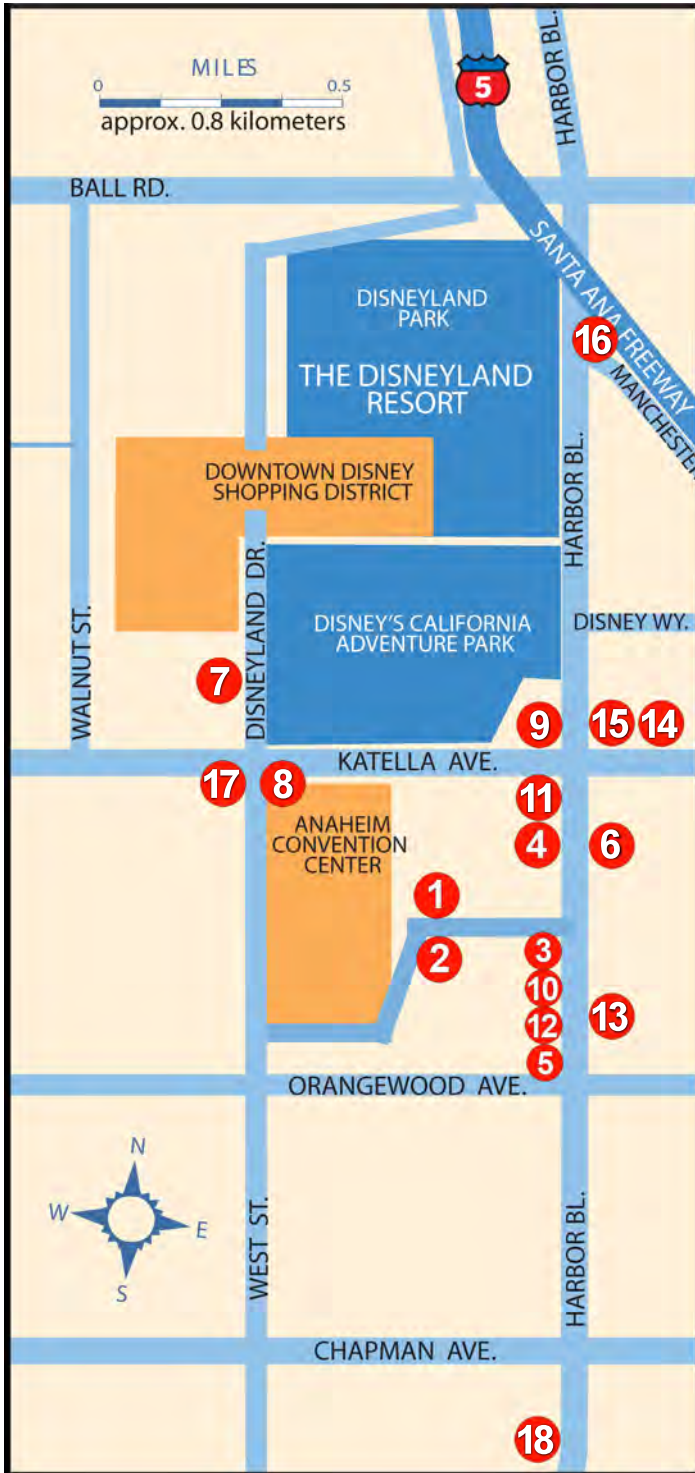 MILES
0 0.5
approx. 0.8 kilometers
5
HARBOR BL.
BALL RD.
SANTA ANA FREEWAY
DISNEYLAND
PARK
16
THE DISNEYLAND
RESORT
MANCHESTER
HARBOR BL.
DOWNTOWN DISNEY
SHOPPING DISTRICT
DISNEYLAND DR.
WALNUT ST.
DISNEY'S CALIFORNIA
ADVENTURE PARK
DISNEY WY.
7
9
15
14
KATELLA AVE.
17
8
11
ANAHEIM
CONVENTION
CENTER
4
6
1
2
3
10
13
12
5
ORANGEWOOD AVE.
N
W
E
S
WEST ST.
HARBOR BL.
CHAPMAN AVE.
18